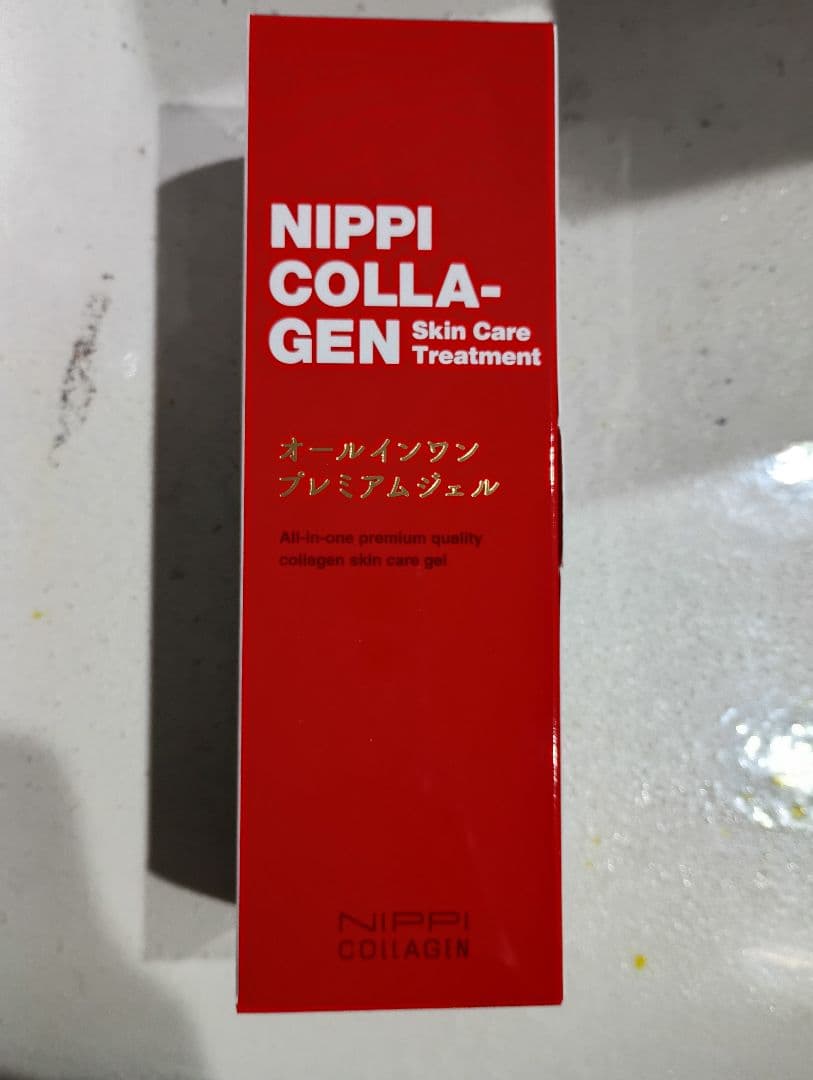 NIPPI
COLLA-
GEN Skin Care
Treatment
オールインワン
プレミアムジェル
All-in-one premium quality
collagen skin care gel
NIPPI
COllAGEN